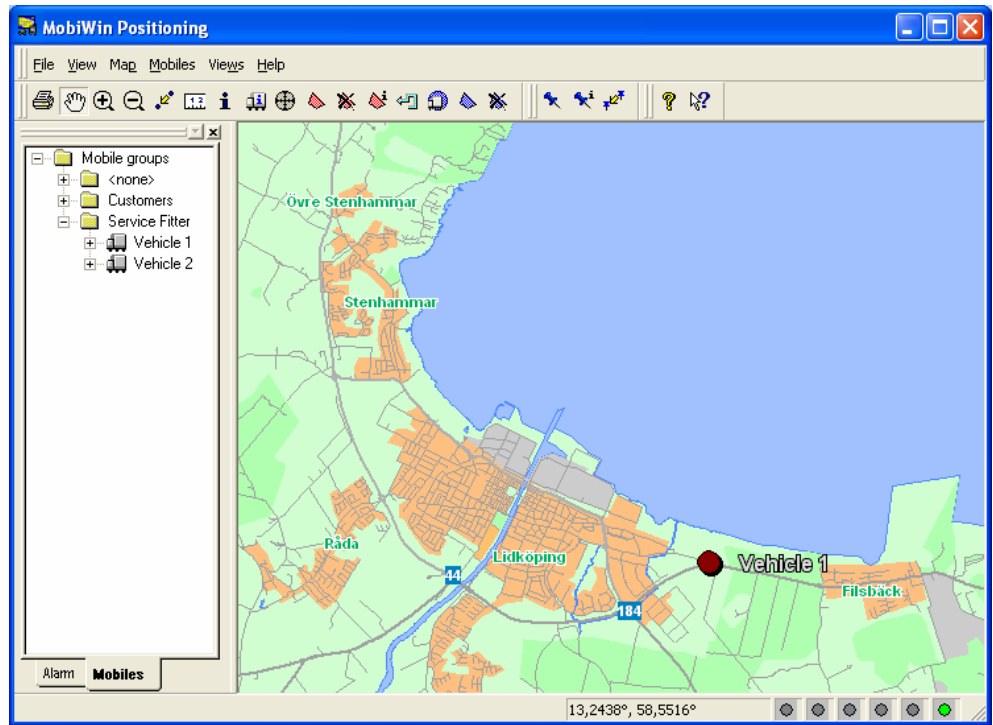 MobiWin Positioning
File View Map Mobiles Views Help
Mobile groups
<none>
Customers
Service Fitter
Vehicle 1
Vehicle 2
Alarm Mobiles
Övre Stenhammar
Stenhammar
Råda
Lidköping
44
184
Vehicle 1
Filsbäck
13,2438°, 58,5516°